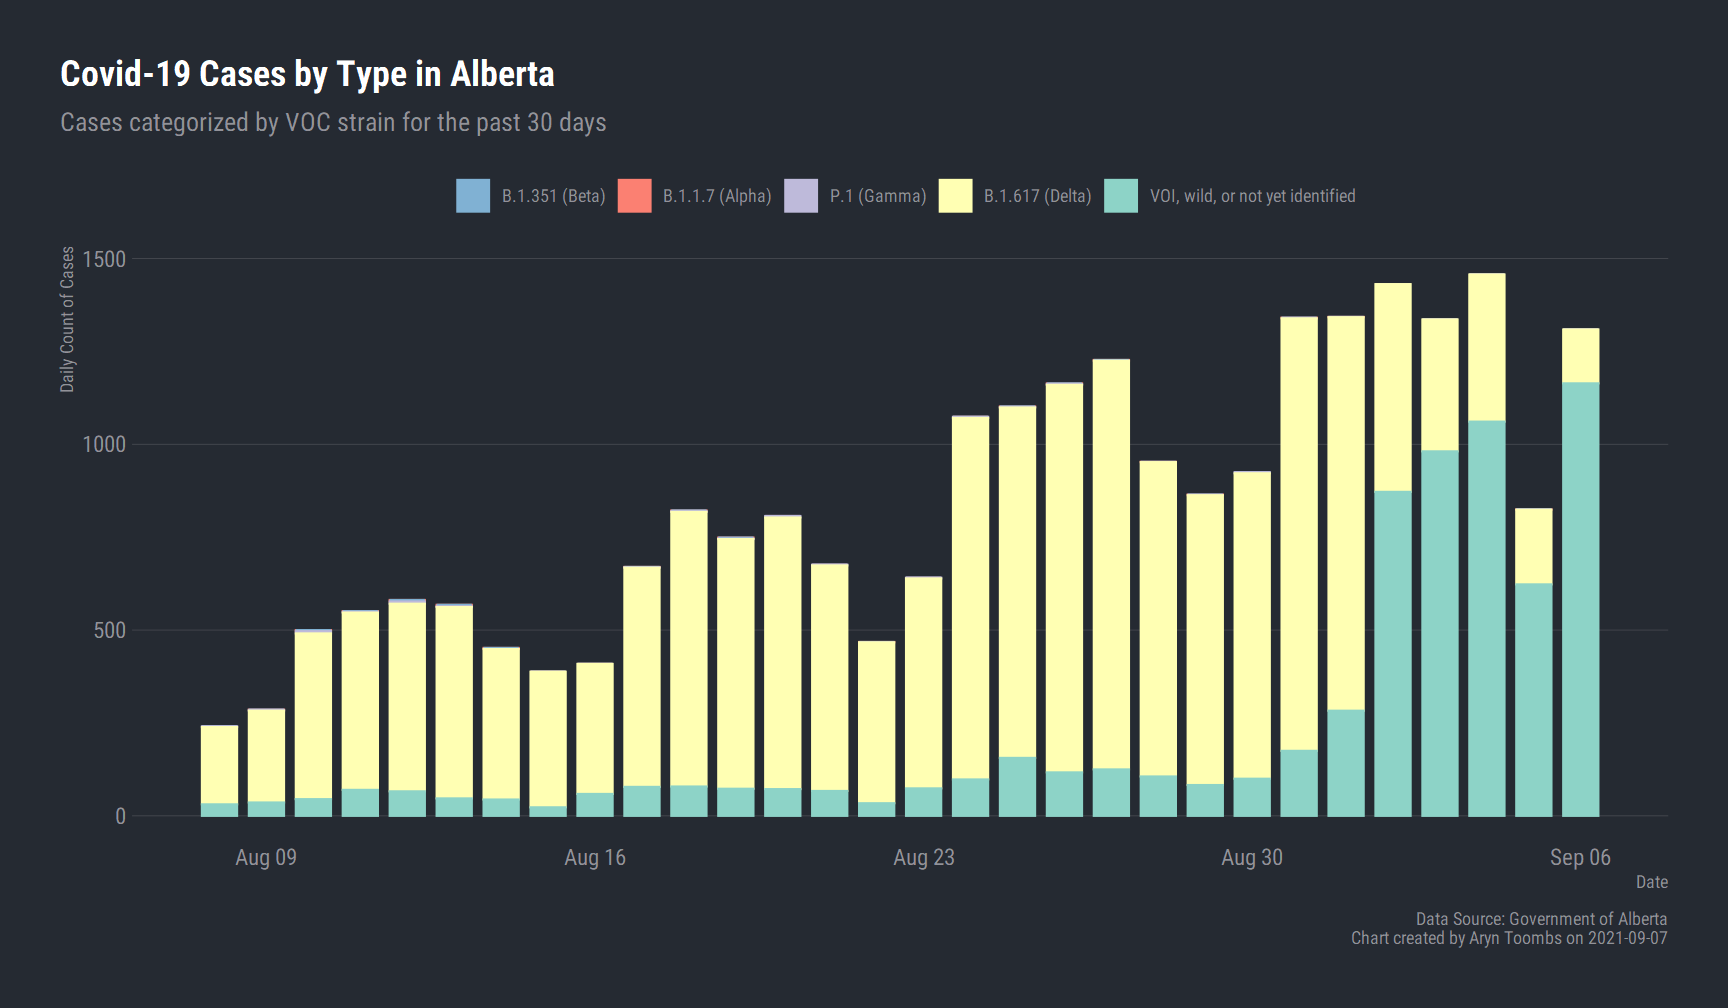 Covid-19 Cases by Type in Alberta
Cases categorized by VOC strain for the past 30 days
B.1.351 (Beta)
B.1.1.7 (Alpha)
P.1 (Gamma)
B.1.617 (Delta)
VOI, wild, or not yet identified
Daily Count of Cases
1500
1000
500
0
Aug 09
Aug 16
Aug 23
Aug 30
Sep 06
Date
Data Source: Government of Alberta
Chart created by Aryn Toombs on 2021-09-07